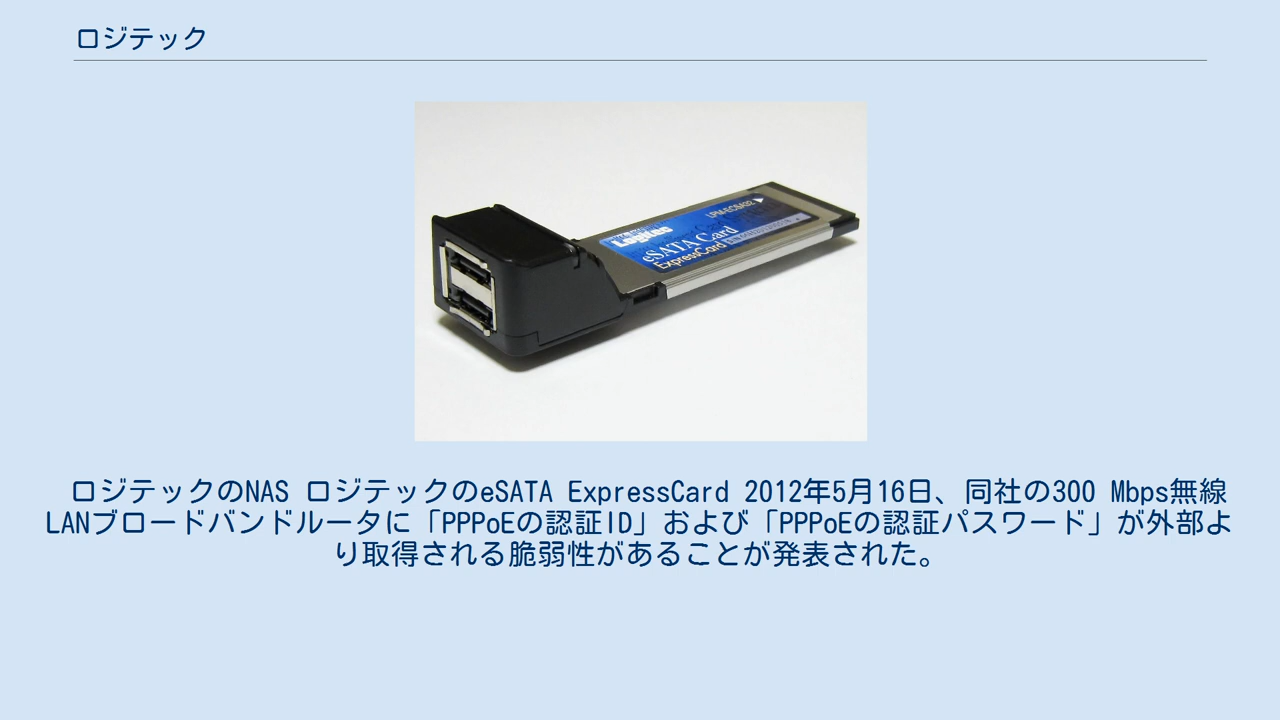 ロジテック
Logitec
LPM-ECSA02
eSATA Card
ExpressCard
ロジテックのNAS ロジテックのeSATA ExpressCard 2012年5月16日、同社の300 Mbps無線
LANブロードバンドルータに「PPPoEの認証ID」および「PPPoEの認証パスワード」が外部よ
り取得される脆弱性があることが発表された。